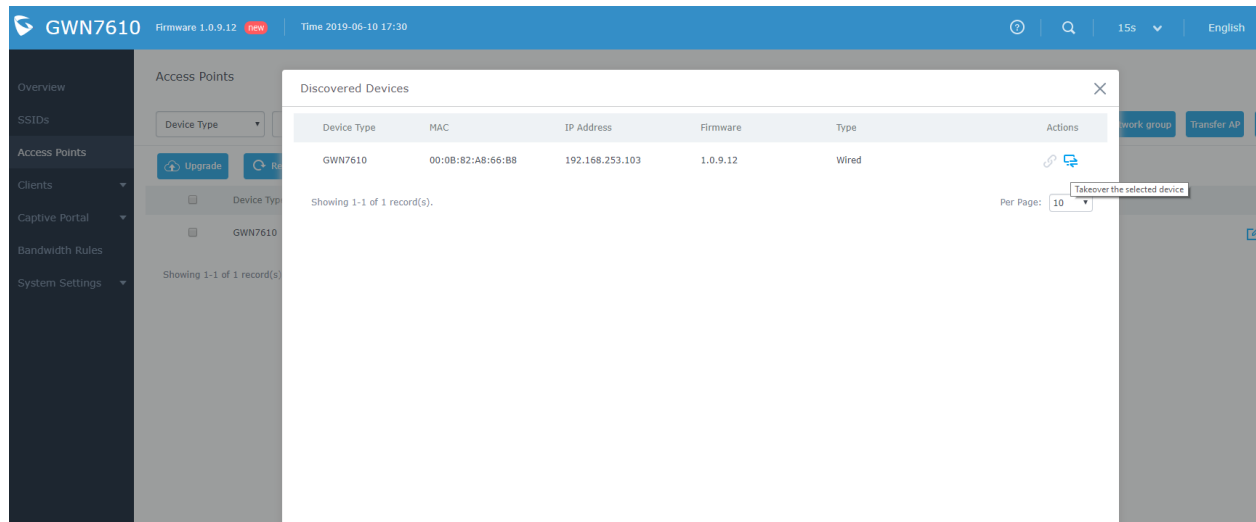 GWN7610 Firmware 1.0.9.12 new Time 2019-06-10 17:30 15s English
Overview
SSIDs
Access Points
Clients
Captive Portal
Bandwidth Rules
System Settings
Access Points
Device Type
work group Transfer AP
Upgrade Re
Device Typ
GWN7610
Showing 1-1 of 1 record(s)
Discovered Devices
Device Type MAC IP Address Firmware Type Actions
GWN7610 00:0B:82:A8:66:B8 192.168.253.103 1.0.9.12 Wired
Takeover the selected device
Showing 1-1 of 1 record(s). Per Page: 10